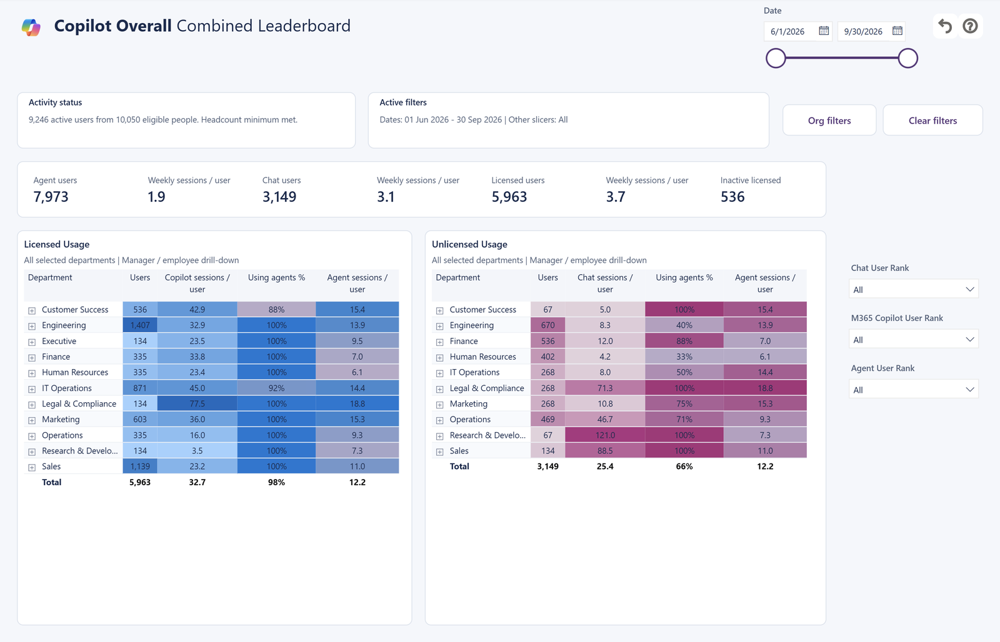 Copilot Overall Combined Leaderboard
Date
6/1/2026 9/30/2026
Activity status
9,246 active users from 10,050 eligible people. Headcount minimum met.
Active filters
Dates: 01 Jun 2026 - 30 Sep 2026 | Other slicers: All
Org filters
Clear filters
Agent users
7,973
Weekly sessions / user
1.9
Chat users
3,149
Weekly sessions / user
3.1
Licensed users
5,963
Weekly sessions / user
3.7
Inactive licensed
536
Licensed Usage
All selected departments | Manager / employee drill-down
Department Users Copilot sessions / user Using agents % Agent sessions / user
Customer Success 536 42.9 88% 15.4
Engineering 1,407 32.9 100% 13.9
Executive 134 23.5 100% 9.5
Finance 335 33.8 100% 7.0
Human Resources 335 23.4 100% 6.1
IT Operations 871 45.0 92% 14.4
Legal & Compliance 134 77.5 100% 18.8
Marketing 603 36.0 100% 15.3
Operations 335 16.0 100% 9.3
Research & Develo... 134 3.5 100% 7.3
Sales 1,139 23.2 100% 11.0
Total 5,963 32.7 98% 12.2
Unlicensed Usage
All selected departments | Manager / employee drill-down
Department Users Chat sessions / user Using agents % Agent sessions / user
Customer Success 67 5.0 100% 15.4
Engineering 670 8.3 40% 13.9
Finance 536 12.0 88% 7.0
Human Resources 402 4.2 33% 6.1
IT Operations 268 8.0 50% 14.4
Legal & Compliance 268 71.3 100% 18.8
Marketing 268 10.8 75% 15.3
Operations 469 46.7 71% 9.3
Research & Develo... 67 121.0 100% 7.3
Sales 134 88.5 100% 11.0
Total 3,149 25.4 66% 12.2
Chat User Rank
All
M365 Copilot User Rank
All
Agent User Rank
All